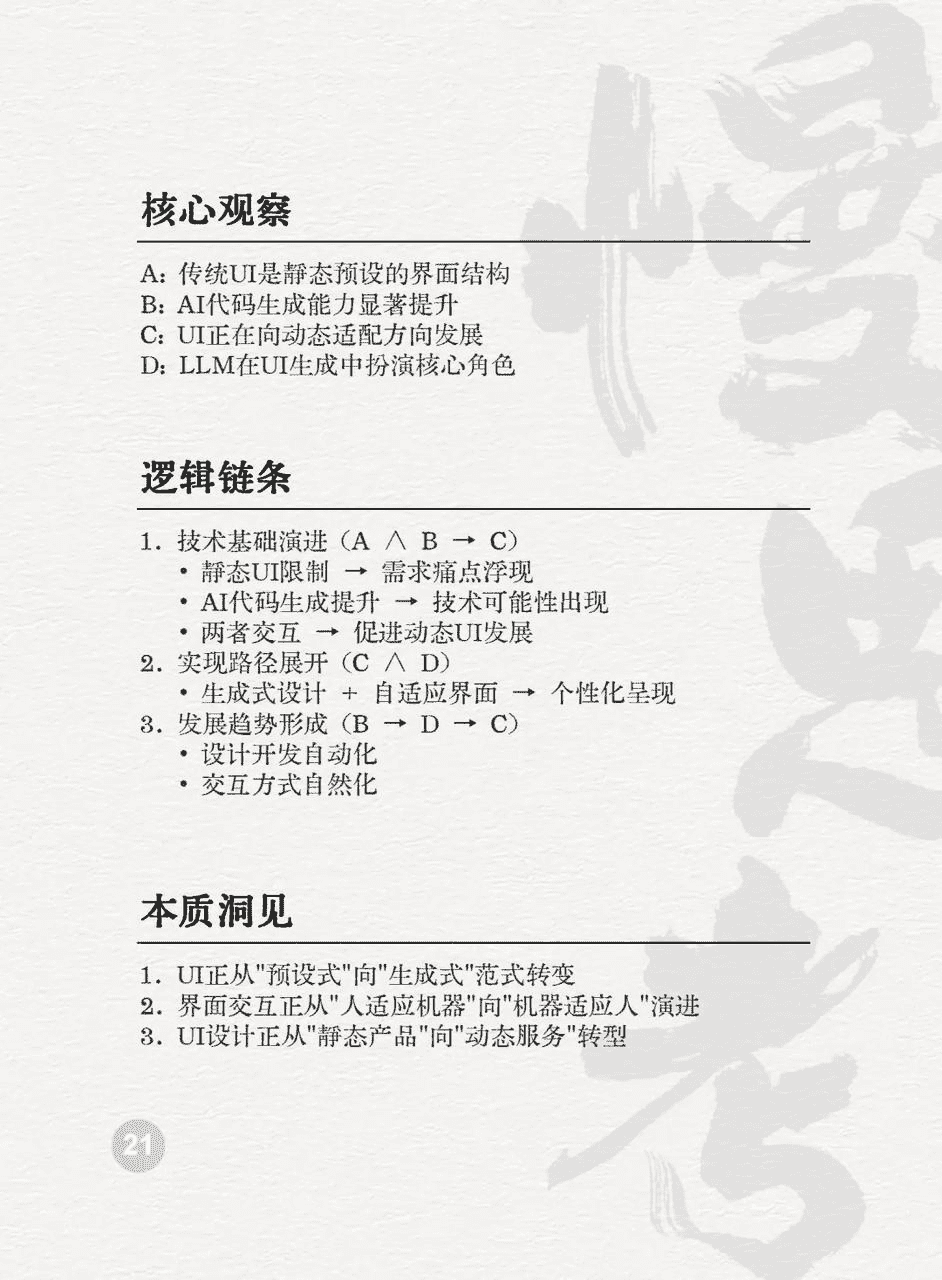 核心观察
A: 传统UI是静态预设的界面结构
B: AI代码生成能力显著提升
C: UI正在向动态适配方向发展
D: LLM在UI生成中扮演核心角色
逻辑链条
1. 技术基础演进（A ∧ B → C）
• 静态UI限制 → 需求痛点浮现
• AI代码生成提升 → 技术可能性出现
• 两者交互 → 促进动态UI发展
2. 实现路径展开（C ∧ D）
• 生成式设计 + 自适应界面 → 个性化呈现
3. 发展趋势形成（B → D → C）
• 设计开发自动化
• 交互方式自然化
本质洞见
1. UI正从"预设式"向"生成式"范式转变
2. 界面交互正从"人适应机器"向"机器适应人"演进
3. UI设计正从"静态产品"向"动态服务"转型
21
慢思考